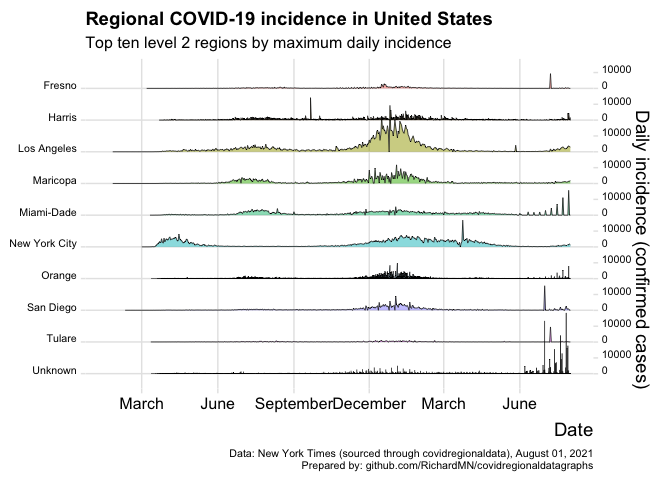 Regional COVID-19 incidence in United States
Top ten level 2 regions by maximum daily incidence
Fresno
Harris
Los Angeles
Maricopa
Miami-Dade
New York City
Orange
San Diego
Tulare
Unknown
10000
0
10000
0
10000
0
10000
0
10000
0
10000
0
10000
0
10000
0
10000
0
10000
0
Daily incidence (confirmed cases)
March June September December March June
Date
Data: New York Times (sourced through covidregionaldata), August 01, 2021
Prepared by: github.com/RichardMN/covidregionaldatagraphs